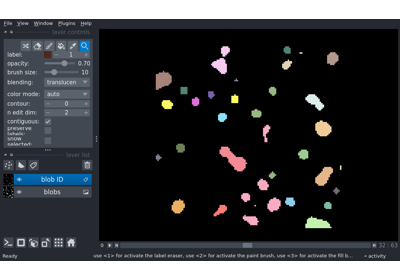 File View Window Plugins Help
layer controls
label: 1
opacity: 0.70
brush size: 10
blending: translucen
color mode: auto
contour: 0
n edit dim: 2
contiguous:
preserve labels:
show selected:
layer list
blob ID
blobs
32 63
Ready
use <1> for activate the label eraser, use <2> for activate the paint brush, use <3> for activate the fill b...
activity